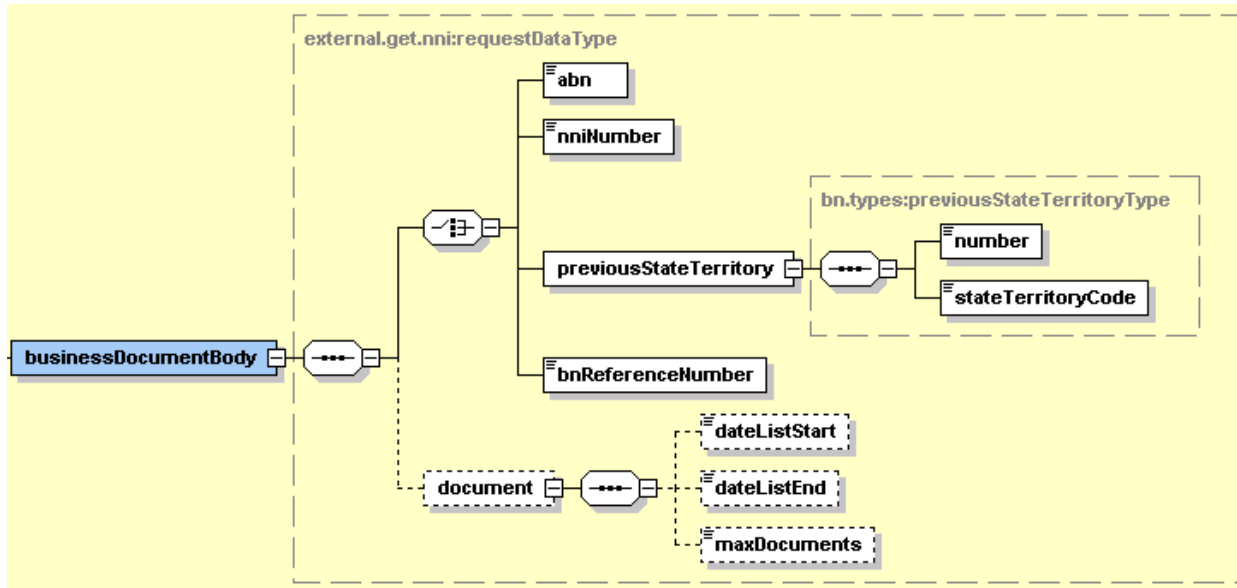 external.get.nni:requestDataType
abn
nniNumber
bn.types:previousStateTerritoryType
number
previousStateTerritory
stateTerritoryCode
businessDocumentBody
bnReferenceNumber
dateListStart
document
dateListEnd
maxDocuments